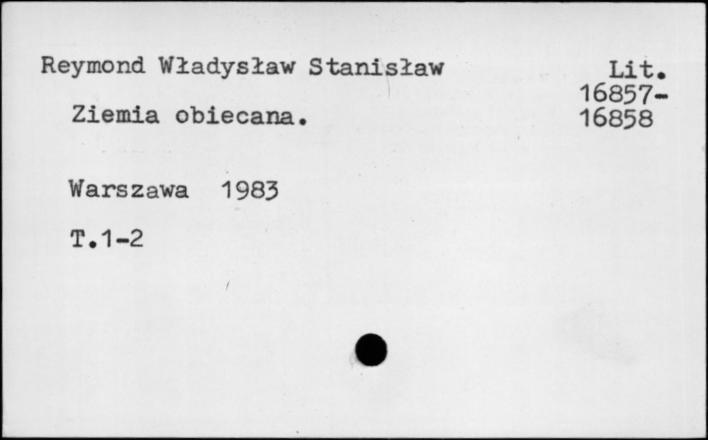 Reymond Władysław Stanisław
Lit.
16857-
16858
Ziemia obiecana.
Warszawa 1983
T.1-2